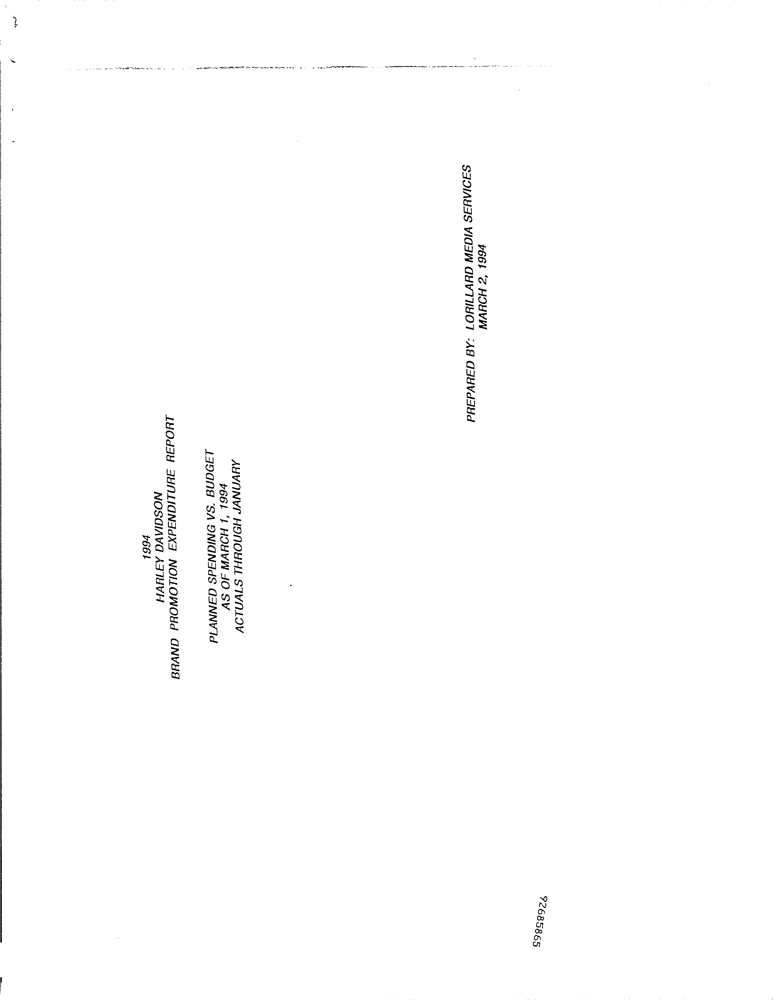 1994
HARLEY DAVIDSON
BRAND PROMOTION EXPENDITURE REPORT
PLANNED SPENDING VS. BUDGET
AS OF MARCH 1, 1994
ACTUALS THROUGH JANUARY
PREPARED BY: LORILLARD MEDIA SERVICES
MARCH 2, 1994
92685865